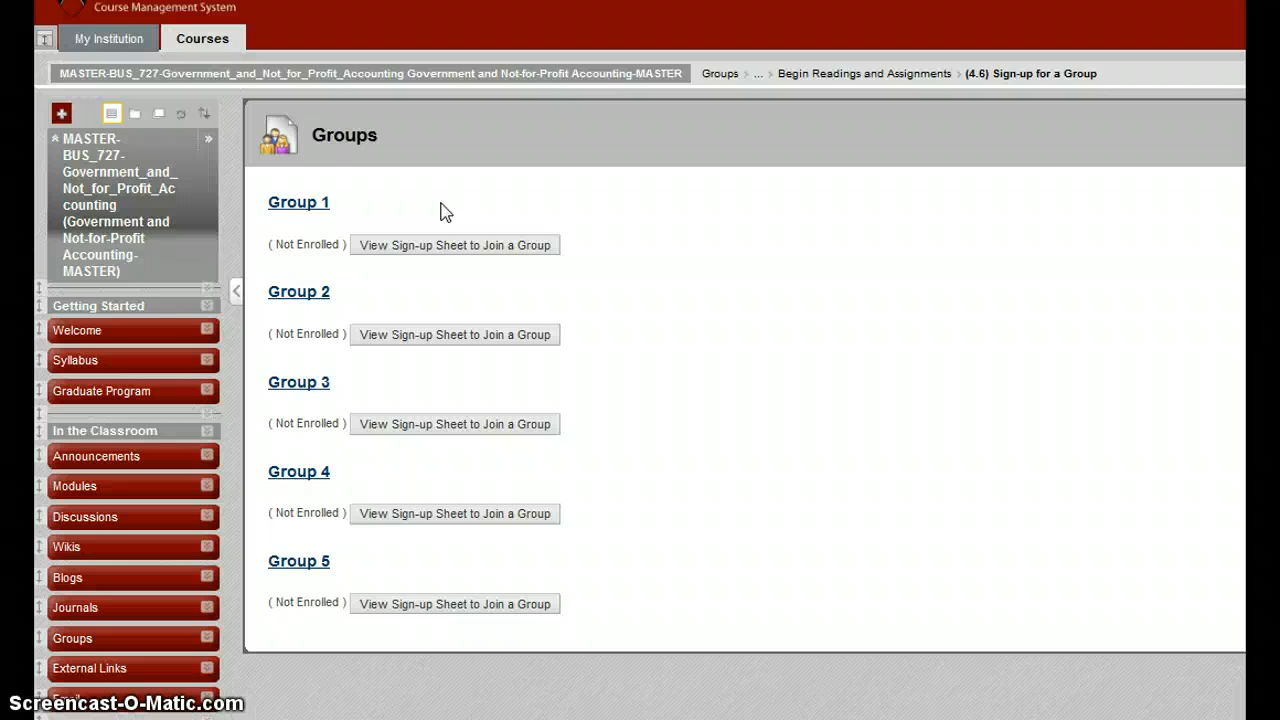 Course Management System
My Institution
Courses
MASTER-BUS_727-Government_and_Not_for_Profit_Accounting Government and Not-for-Profit Accounting-MASTER
Groups > ... > Begin Readings and Assignments > (4.6) Sign-up for a Group
MASTER-
BUS_727-
Government_and_
Not_for_Profit_Ac
counting
(Government and
Not-for-Profit
Accounting-
MASTER)
Getting Started
Welcome
Syllabus
Graduate Program
In the Classroom
Announcements
Modules
Discussions
Wikis
Blogs
Journals
Groups
External Links
Groups
Group 1
( Not Enrolled ) View Sign-up Sheet to Join a Group
Group 2
( Not Enrolled ) View Sign-up Sheet to Join a Group
Group 3
( Not Enrolled ) View Sign-up Sheet to Join a Group
Group 4
( Not Enrolled ) View Sign-up Sheet to Join a Group
Group 5
( Not Enrolled ) View Sign-up Sheet to Join a Group
Screencast-O-Matic.com